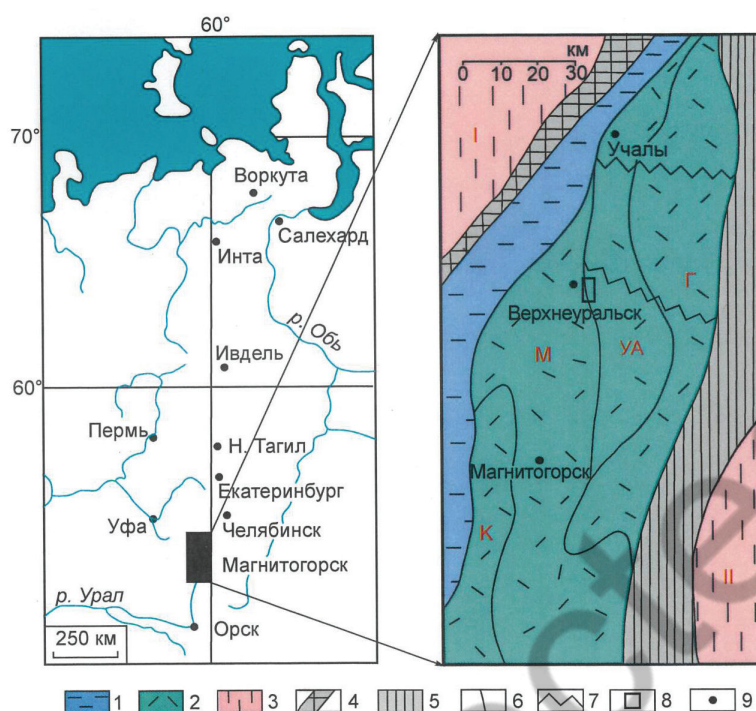 60°
70°
Воркута
Салехард
Инта
р. Обь
Ивдель
60°
Пермь
Н. Тагил
Екатеринбург
Уфа
Челябинск
Магнитогорск
р. Урал
Орск
250 км
км
0 10 20 30
I
Учалы
Г
Верхнеуральск
М
УА
Магнитогорск
К
II
1 2 3 4 5 6 7 8 9